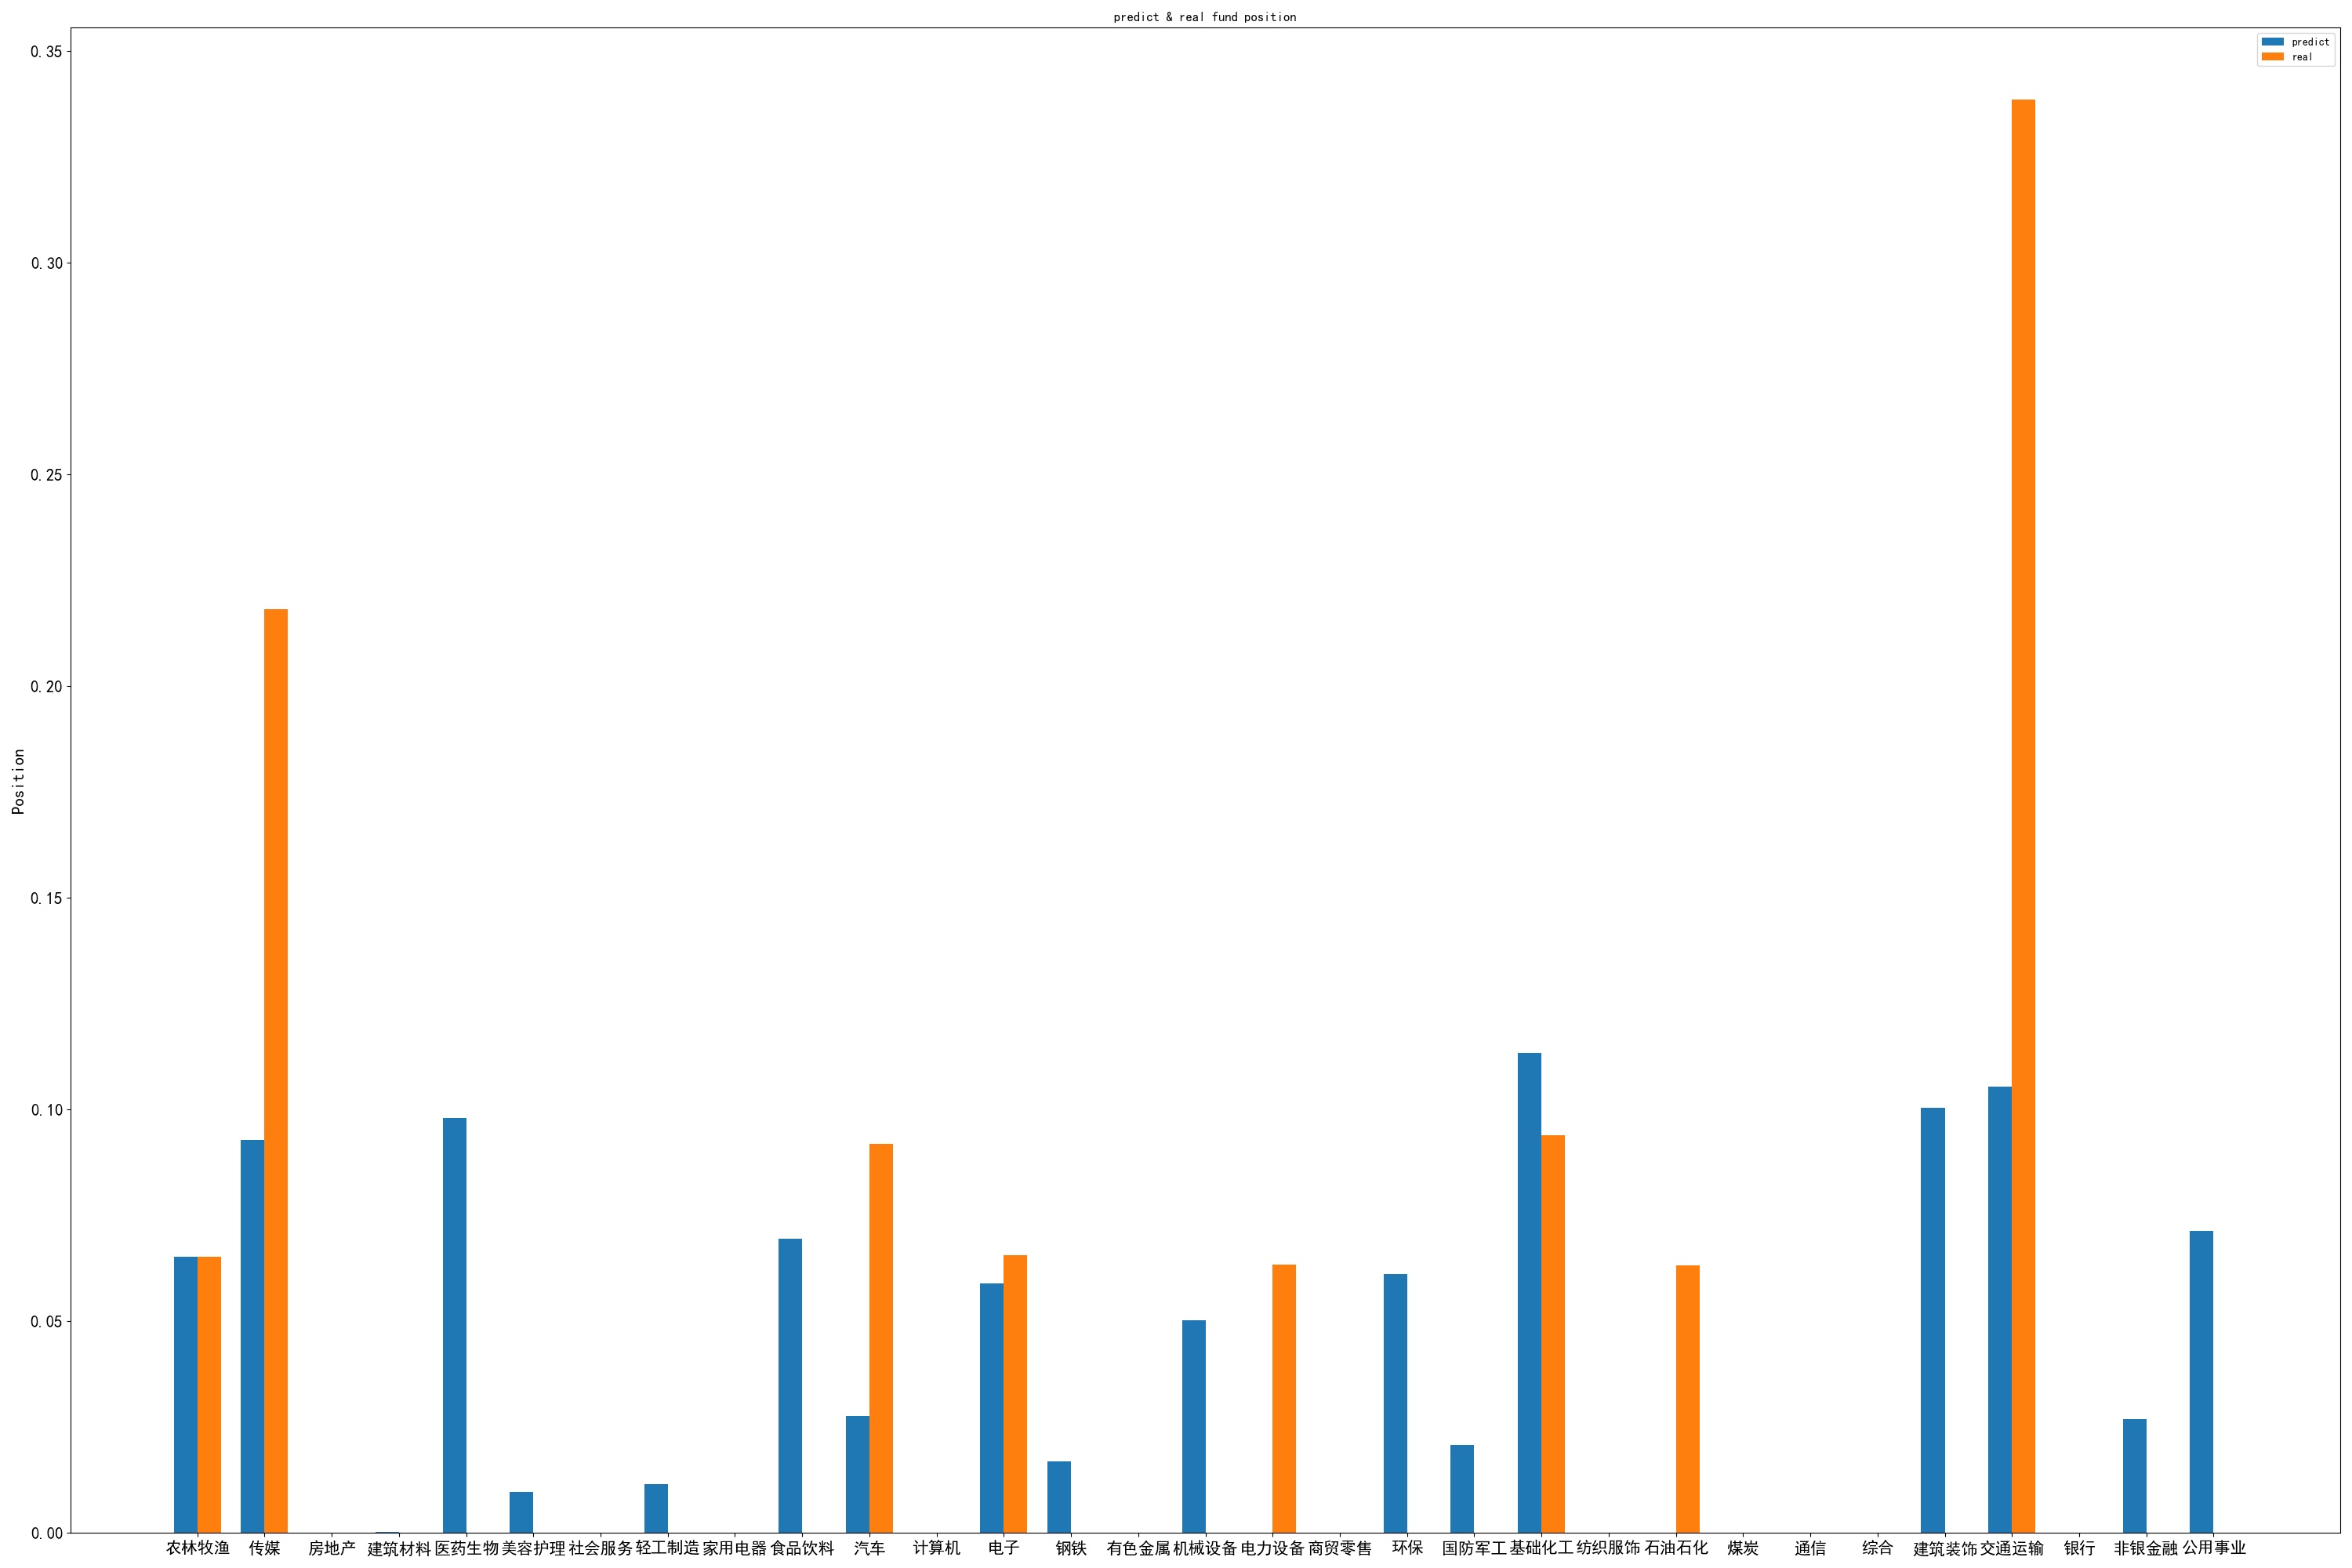 predict & real fund position
predict
real
0.35
0.30
0.25
0.20
0.15
0.10
0.05
0.00
Position
农林牧渔 传媒 房地产 建筑材料 医药生物 美容护理 社会服务 轻工制造 家用电器 食品饮料 汽车 计算机 电子 钢铁 有色金属 机械设备 电力设备 商贸零售 环保 国防军工 基础化工 纺织服饰 石油石化 煤炭 通信 综合 建筑装饰 交通运输 银行 非银金融 公用事业